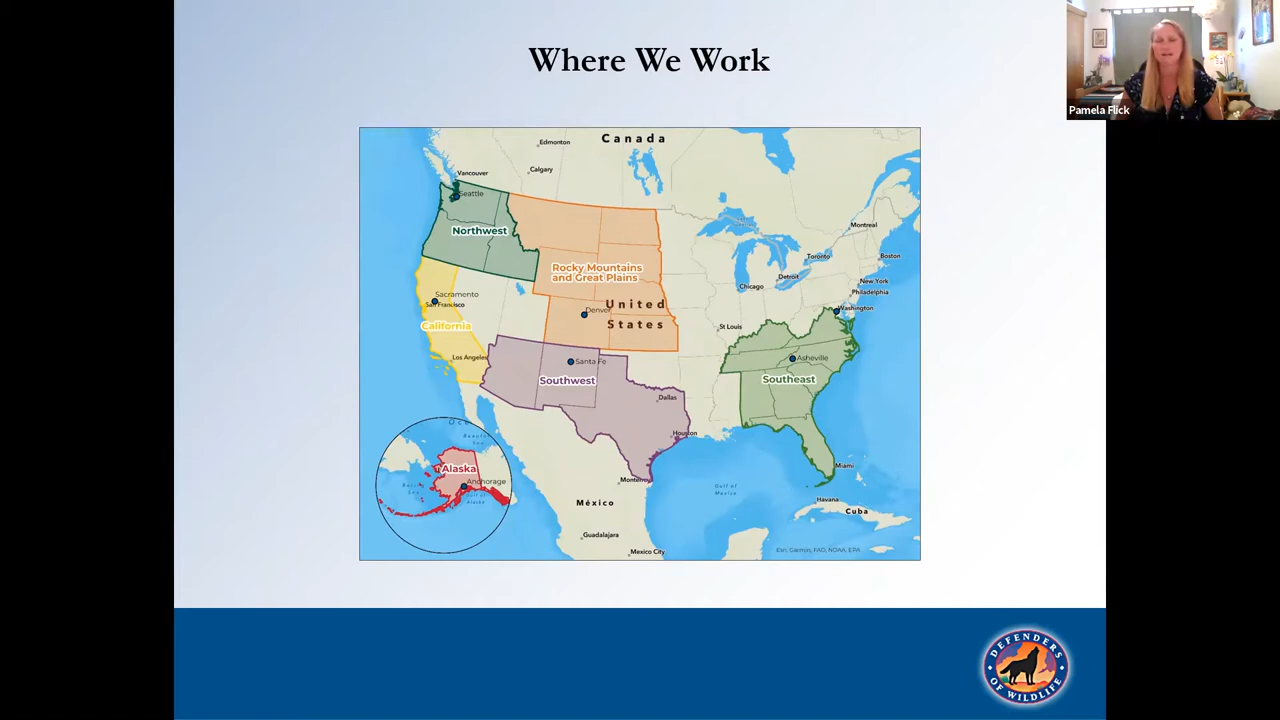 Where We Work
Pamela Flick
Canada
Edmonton
Calgary
Vancouver
Seattle
Northwest
Montreal
Toronto
Boston
Rocky Mountains
and Great Plains
Detroit
Chicago
New York
Philadelphia
Sacramento
San Francisco
United
States
Denver
Washington
California
St Louis
Los Angeles
Santa Fe
Asheville
Southwest
Southeast
Dallas
Houston
Miami
Alaska
Anchorage
Gulf of
Alaska
Monterrey
Gulf of
Mexico
México
Havana
Cuba
Guadalajara
Mexico City
Esri, Garmin, FAO, NOAA, EPA
DEFENDERS
OF WILDLIFE